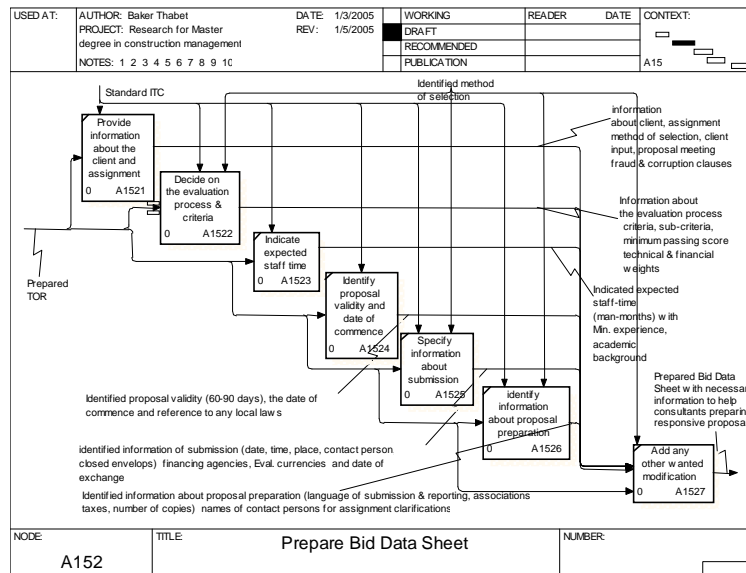 USED AT:
AUTHOR: Baker Thabet
DATE: 1/3/2005
WORKING
READER
DATE
CONTEXT:
PROJECT: Research for Master
degree in construction management
REV: 1/5/2005
DRAFT
RECOMMENDED
NOTES: 1 2 3 4 5 6 7 8 9 10
PUBLICATION
A15
Standard ITC
Identified method
of selection
Provide
information
about the
client and
assignment
0 A1521
information
about client, assignment
method of selection, client
input, proposal meeting
fraud & corruption clauses
Decide on
the evaluation
process &
criteria
0 A1522
Information about
the evaluation process
criteria, sub-criteria,
minimum passing score
technical & financial
weights
Indicate
expected
staff time
0 A1523
Prepared
TOR
Identify
proposal
validity and
date of
commence
0 A1524
Indicated expected
staff-time
(man-months) with
Min. experience,
academic
background
Specify
information
about
submission
0 A1525
Prepared Bid Data
Sheet with necessar
information to help
consultants preparin
responsive proposa
Identified proposal validity (60-90 days), the date of
commence and reference to any local laws
identify
information
about proposal
preparation
0 A1526
identified information of submission (date, time, place, contact person
closed envelops) financing agencies, Eval. currencies and date of
exchange
Add any
other wanted
modification
0 A1527
Identified information about proposal preparation (language of submission & reporting, associations
taxes, number of copies) names of contact persons for assignment clarifications
NODE:
A152
TITLE:
Prepare Bid Data Sheet
NUMBER: